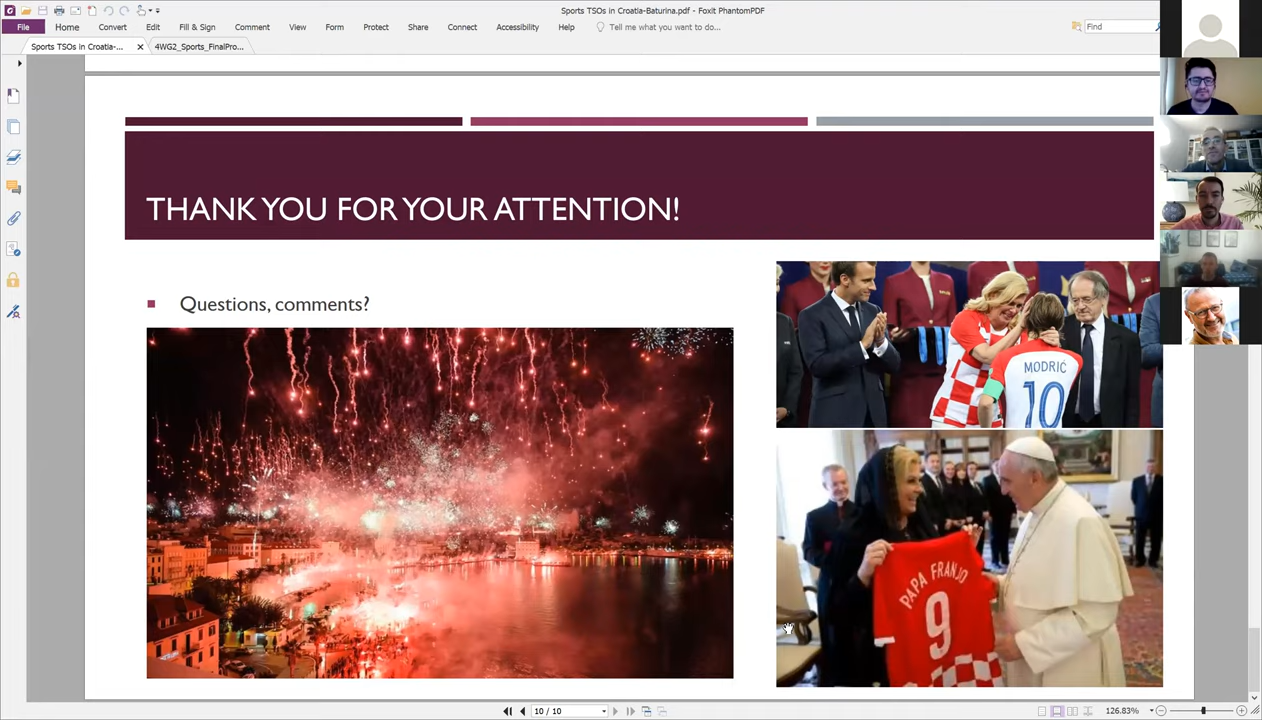 Sports TSOs in Croatia-Baturina.pdf - Foxit PhantomPDF
File Home Convert Edit Fill & Sign Comment View Form Protect Share Connect Accessibility Help Tell me what you want to do... Find
Sports TSOs in Croatia-... 4WG2_Sports_FinalPro...
THANK YOU FOR YOUR ATTENTION!
Questions, comments?
MODRIĆ
10
PAPA FRANJO
9
10 / 10 126.83%